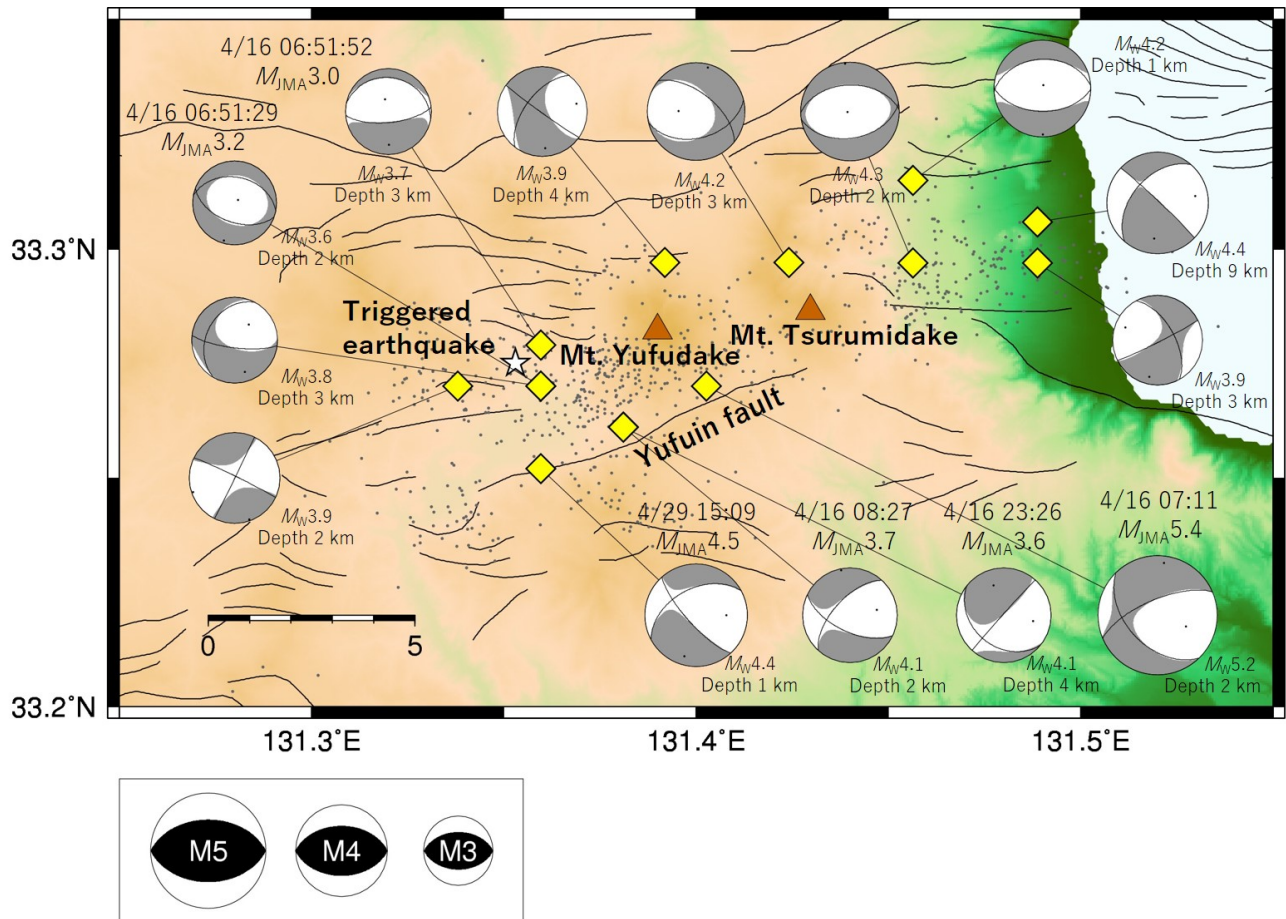 4/16 06:51:52
MJMA3.0
4/16 06:51:29
MJMA3.2
MW3.7
Depth 3 km
MW3.9
Depth 4 km
MW4.2
Depth 3 km
MW4.3
Depth 2 km
MW4.2
Depth 1 km
MW3.6
Depth 2 km
MW4.4
Depth 9 km
33.3°N
Triggered
earthquake
Mt. Yufudake
Mt. Tsurumidake
MW3.8
Depth 3 km
MW3.9
Depth 3 km
Yufuin fault
MW3.9
Depth 2 km
4/29 15:09
MJMA4.5
4/16 08:27
MJMA3.7
4/16 23:26
MJMA3.6
4/16 07:11
MJMA5.4
0
5
MW4.4
Depth 1 km
MW4.1
Depth 2 km
MW4.1
Depth 4 km
MW5.2
Depth 2 km
33.2°N
131.3°E
131.4°E
131.5°E
M5
M4
M3